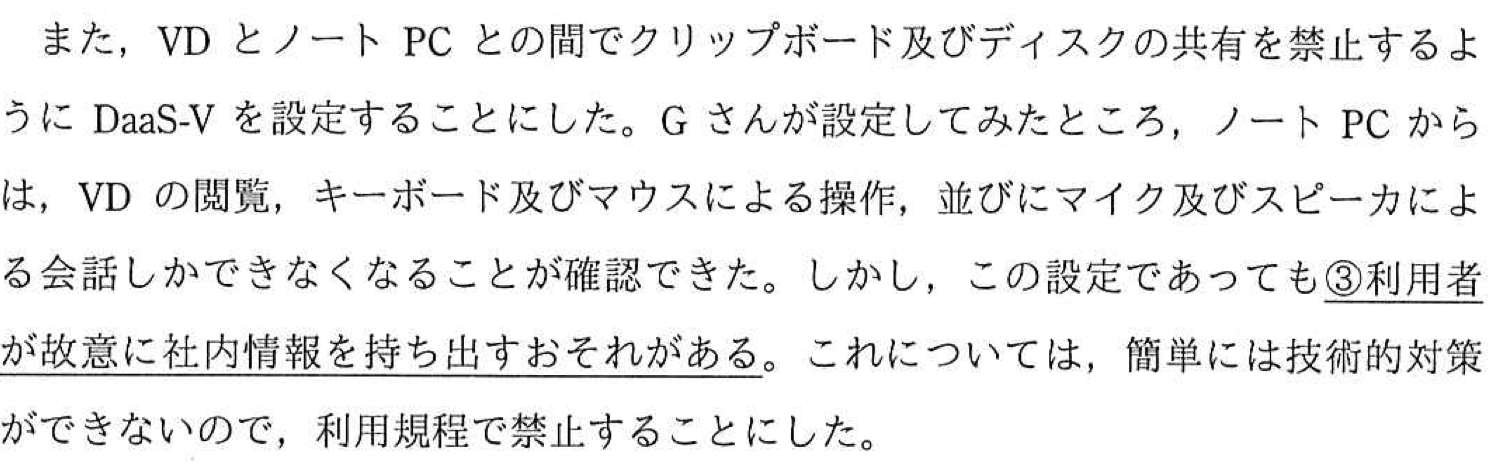 また，VD とノート PC との間でクリップボード及びディスクの共有を禁止するよ
うに DaaS-V を設定することにした。G さんが設定してみたところ，ノート PC から
は，VD の閲覧，キーボード及びマウスによる操作，並びにマイク及びスピーカによ
る会話しかできなくなることが確認できた。しかし，この設定であっても③利用者
が故意に社内情報を持ち出すおそれがある。これについては，簡単には技術的対策
ができないので，利用規程で禁止することにした。